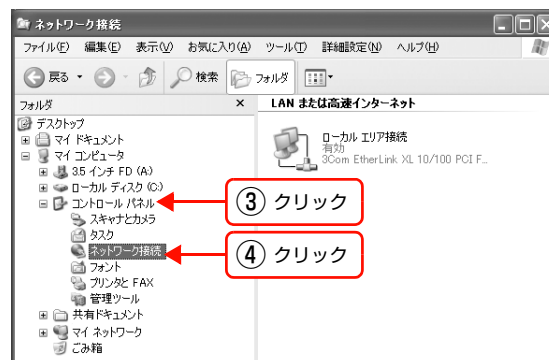 ネットワーク接続
ファイル(F) 編集(E) 表示(V) お気に入り(A) ツール(T) 詳細設定(N) ヘルプ(H)
戻る 検索 フォルダ
フォルダ ×
デスクトップ
マイ ドキュメント
マイ コンピュータ
3.5 インチ FD (A:)
ローカル ディスク (C:)
コントロール パネル
スキャナとカメラ
タスク
ネットワーク接続
フォント
プリンタと FAX
管理ツール
共有ドキュメント
マイ ネットワーク
ごみ箱
LAN または高速インターネット
ローカル エリア接続
有効
3Com EtherLink XL 10/100 PCI F...
③ クリック
④ クリック